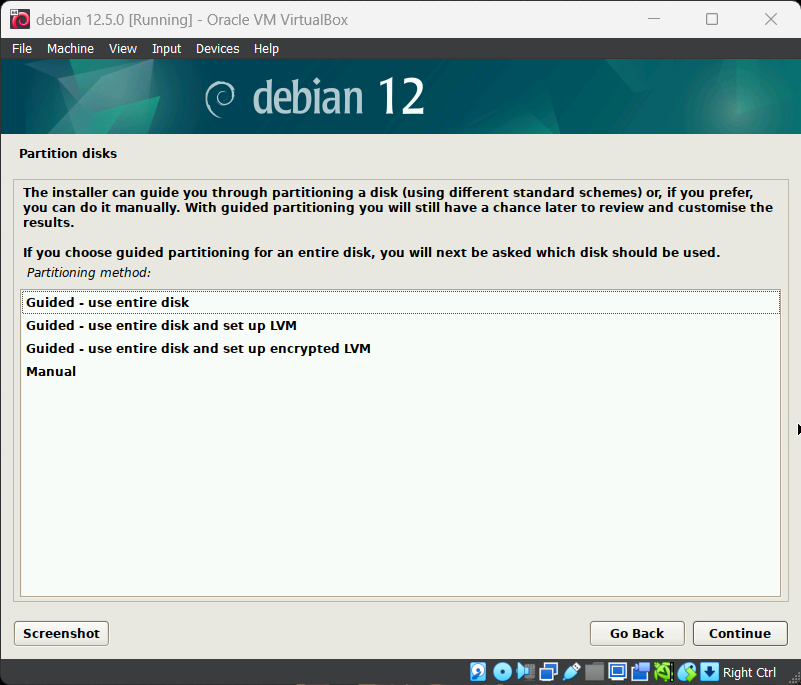 debian 12.5.0 [Running] - Oracle VM VirtualBox
File Machine View Input Devices Help
debian 12
Partition disks
The installer can guide you through partitioning a disk (using different standard schemes) or, if you prefer,
you can do it manually. With guided partitioning you will still have a chance later to review and customise the
results.
If you choose guided partitioning for an entire disk, you will next be asked which disk should be used.
Partitioning method:
Guided - use entire disk
Guided - use entire disk and set up LVM
Guided - use entire disk and set up encrypted LVM
Manual
Screenshot Go Back Continue
Right Ctrl